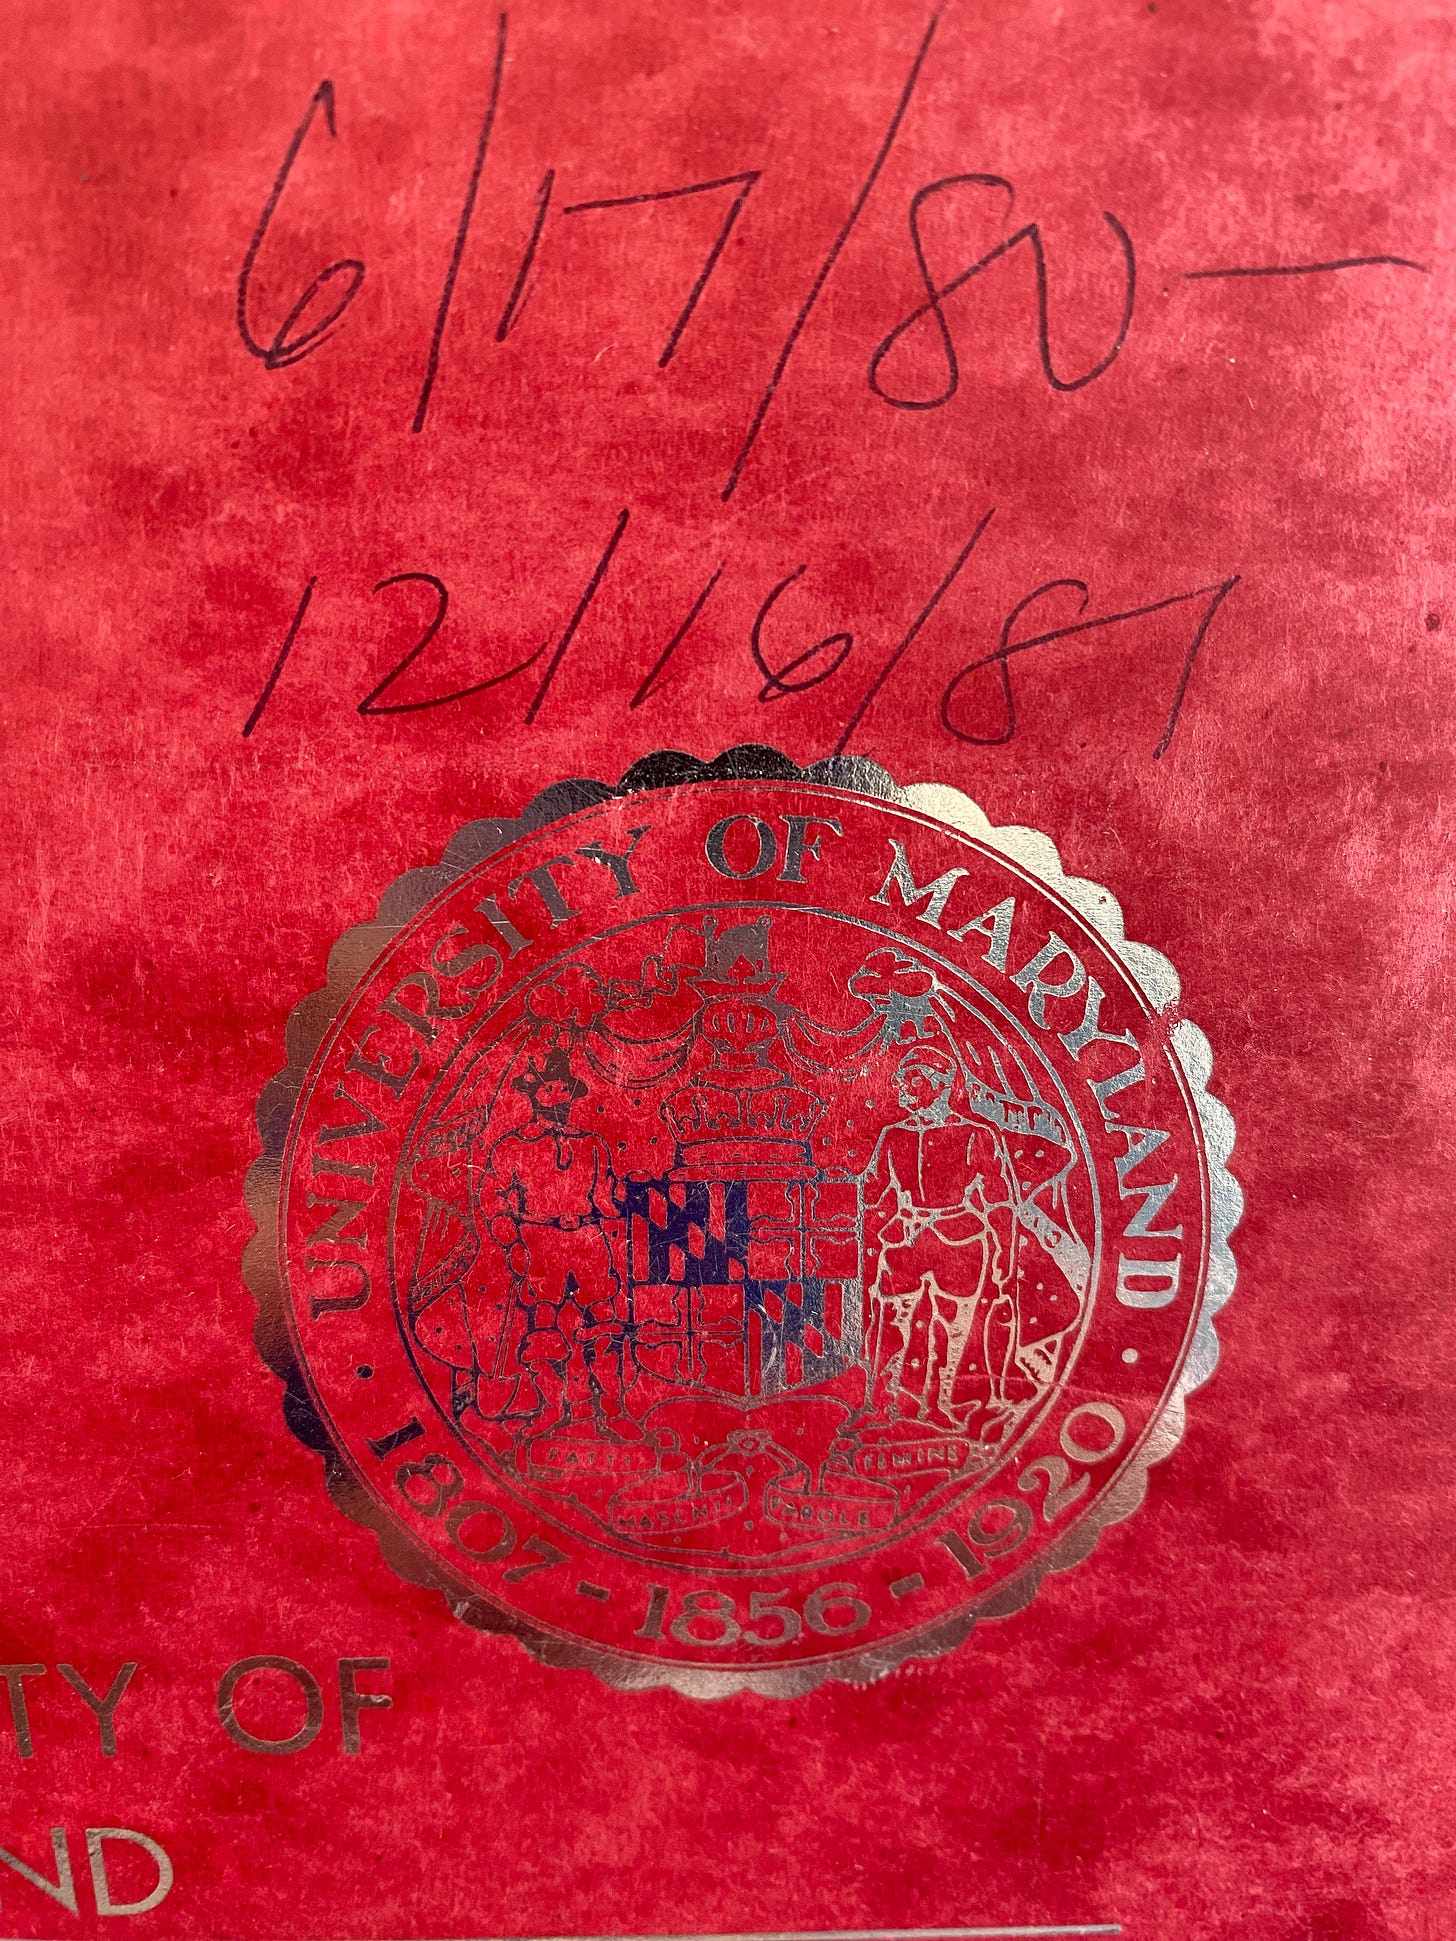 6/17/80—
12/16/87
UNIVERSITY OF MARYLAND
FATTI
FEMINE
MASCHII
PAROLE
· 1807 - 1856 - 1920 ·
TY OF
ND